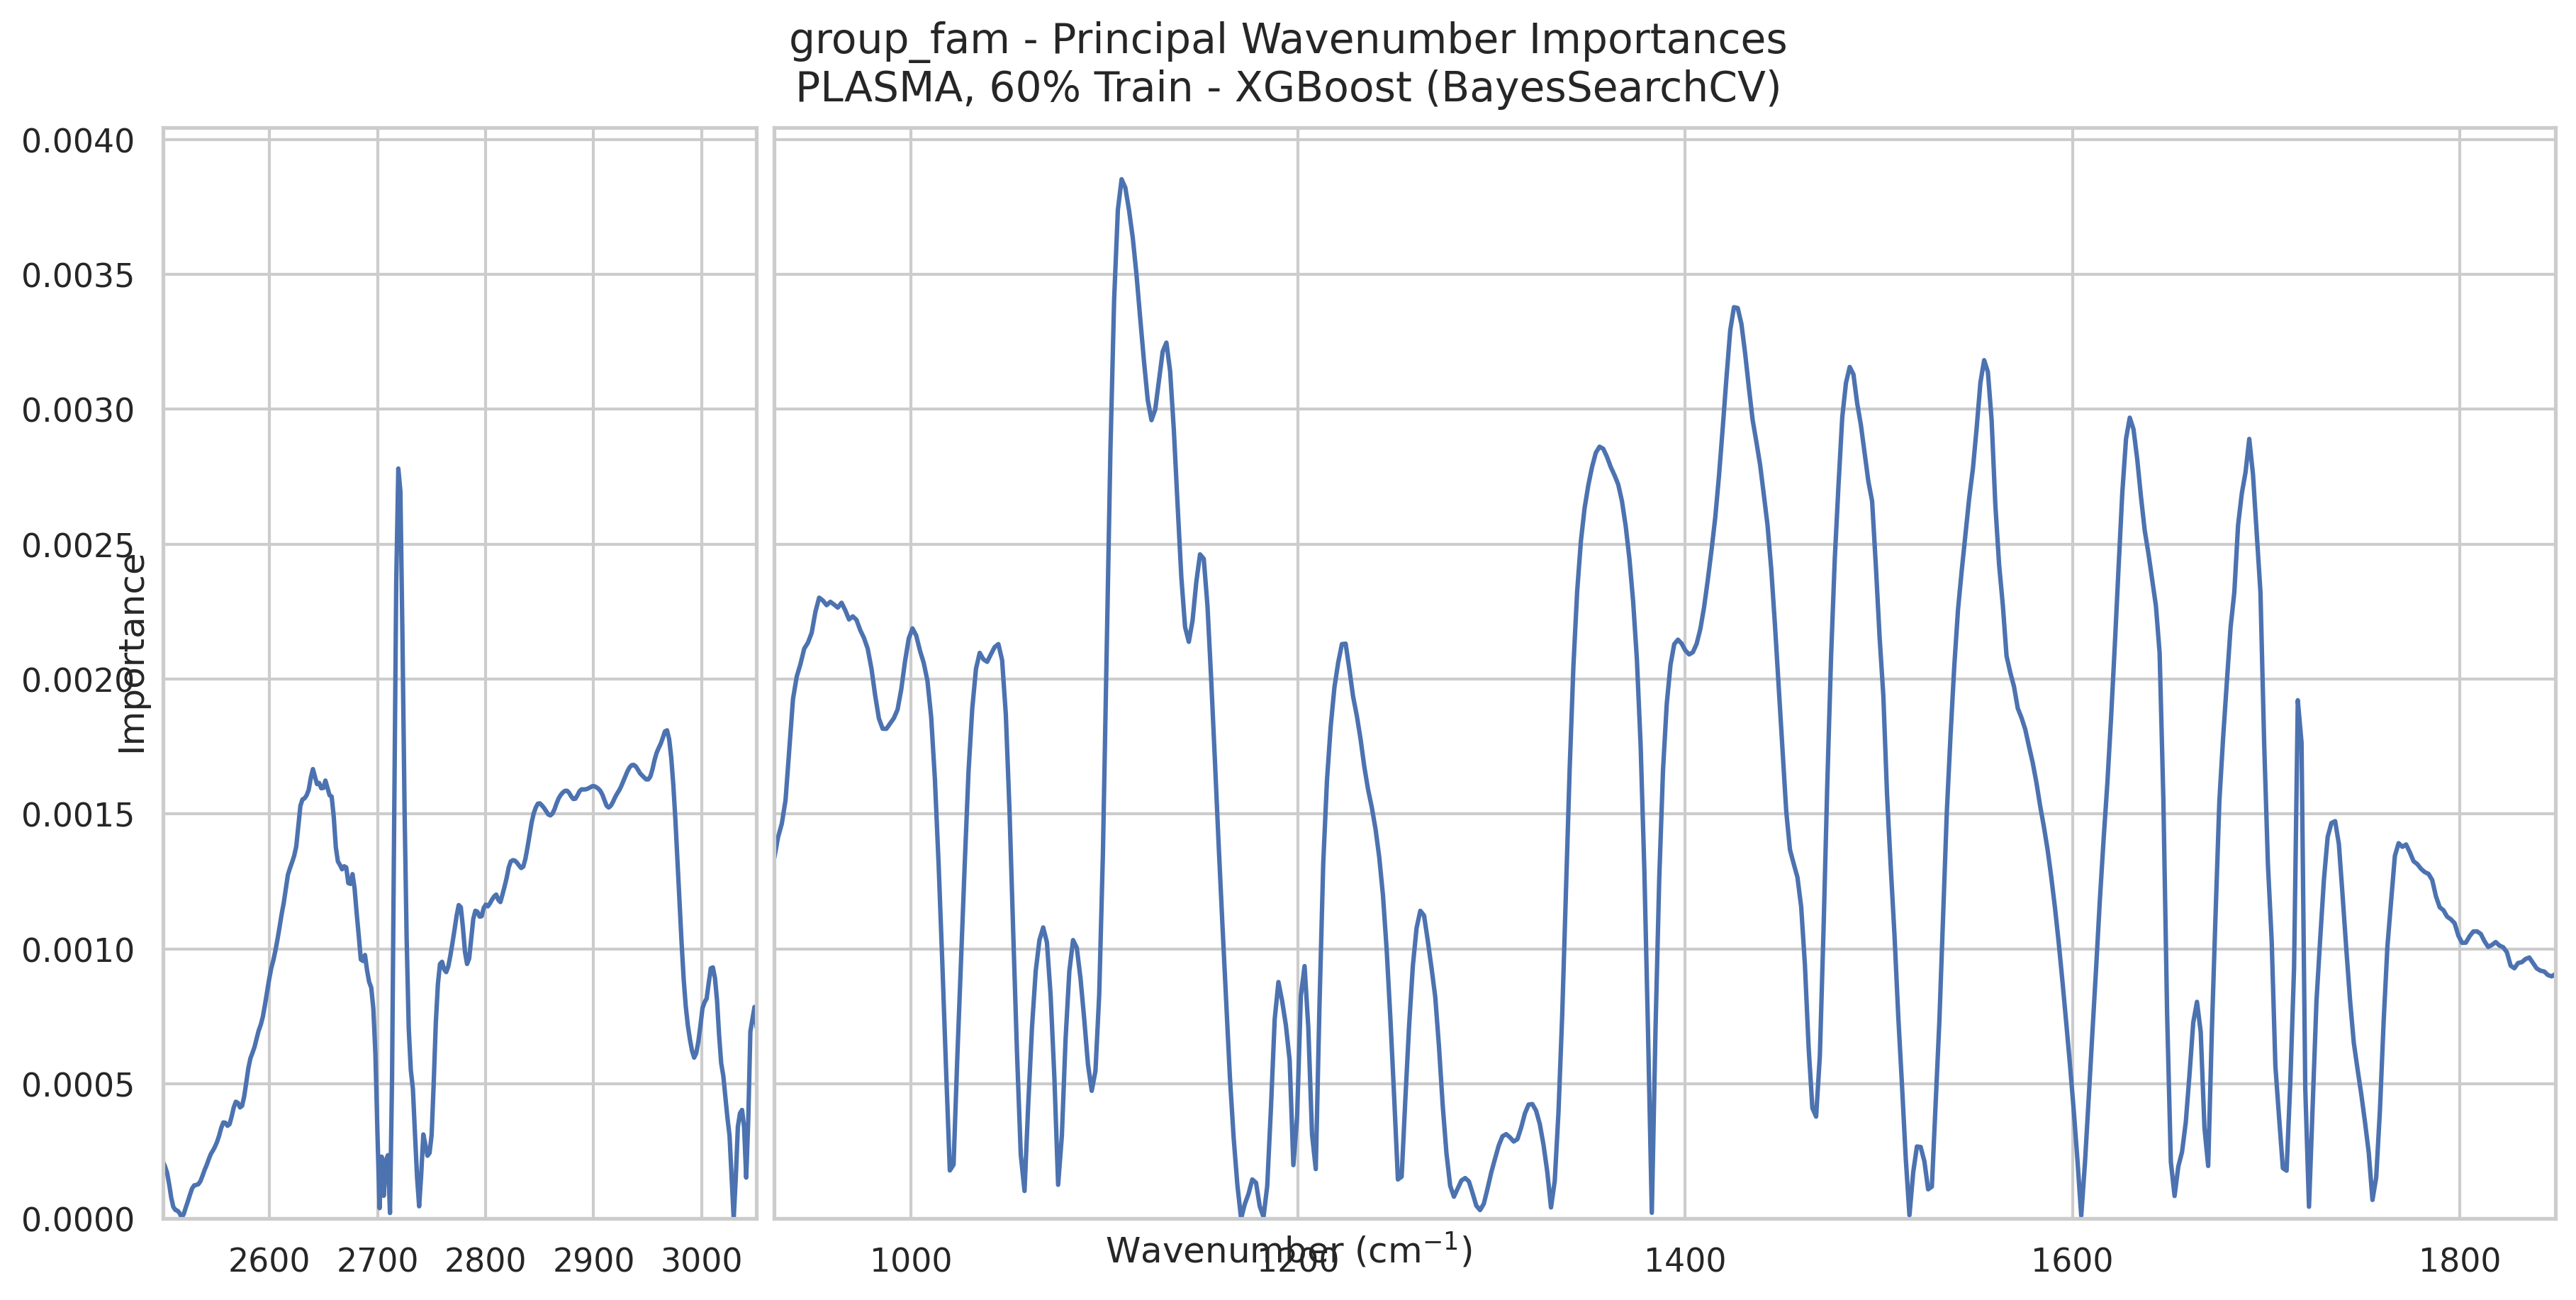 group_fam - Principal Wavenumber Importances
PLASMA, 60% Train - XGBoost (BayesSearchCV)
Importance
0.0040
0.0035
0.0030
0.0025
0.0020
0.0015
0.0010
0.0005
0.0000
2600 2700 2800 2900 3000 1000 1200 1400 1600 1800
Wavenumber (cm⁻¹)